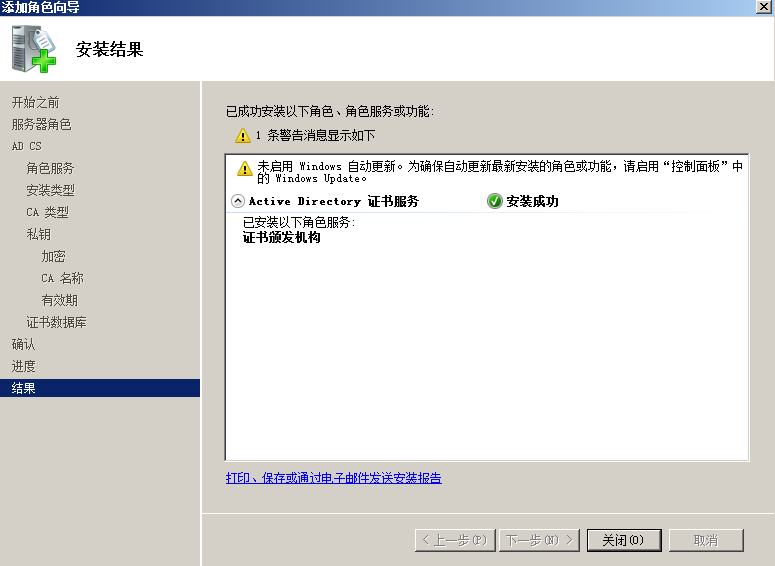 添加角色向导
安装结果
开始之前
服务器角色
AD CS
角色服务
安装类型
CA 类型
私钥
加密
CA 名称
有效期
证书数据库
确认
进度
结果
已成功安装以下角色、角色服务或功能:
1 条警告消息显示如下
未启用 Windows 自动更新。为确保自动更新最新安装的角色或功能，请启用“控制面板”中
的 Windows Update。
Active Directory 证书服务 安装成功
已安装以下角色服务:
证书颁发机构
打印、保存或通过电子邮件发送安装报告
< 上一步(P) 下一步(N) > 关闭(O) 取消